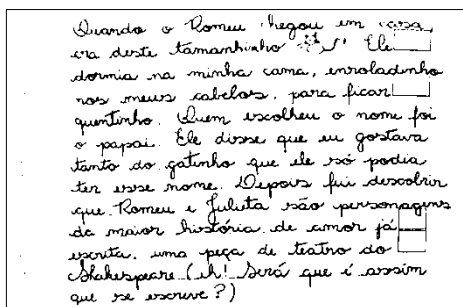 Quando o Romeu chegou em casa
era deste tamanhinho Ele
dormia na minha cama, enroladinho
nos meus cabelos, para ficar
quentinho. Quem escolheu o nome foi
o papai. Ele disse que eu gostava
tanto do gatinho que ele só podia
ter esse nome. Depois fui descobrir
que Romeu e Julieta são personagens
da maior história de amor já
escrita, uma peça de teatro do
Shakespeare (ih! Será que é assim
que se escreve?)